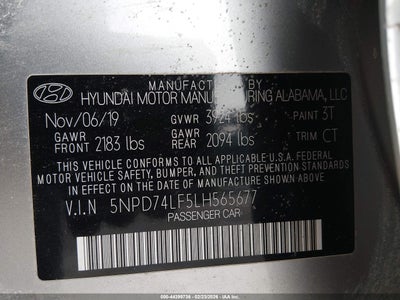 MANUFACTURED BY
HYUNDAI MOTOR MANUFACTURING ALABAMA, LLC
Nov/06/19 GVWR 3924 lbs PAINT 3T
GAWR FRONT 2183 lbs GAWR REAR 2094 lbs TRIM CT
THIS VEHICLE CONFORMS TO ALL APPLICABLE FEDERAL
MOTOR VEHICLE SAFETY, BUMPER, AND THEFT PREVENTION
STANDARDS IN EFFECT ON THE DATE OF MANUFACTURE
SHOWN ABOVE.
V.I.N 5NPD74LF5LH565677
PASSENGER CAR